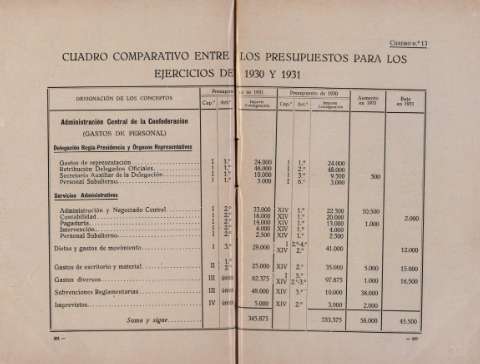 CUADRO n.º 13
CUADRO COMPARATIVO ENTRE LOS PRESUPUESTOS PARA LOS
EJERCICIOS DE 1930 Y 1931
DESIGNACIÓN DE LOS CONCEPTOS
Presupuesto de 1931
Presupuesto de 1930
Aumento en 1931
Baja en 1931
Cap.º Art.º Importe consignación Cap.º Art.º Importe consignación
Administración Central de la Confederación
(GASTOS DE PERSONAL)
Delegación Regia-Presidencia y Órganos Representativos
Gastos de representación I 1.º 24.000 I 1.º 24.000
Retribución Delegados Oficiales I 1.º 48.000 I 2.º 48.000
Secretaría Auxiliar de la Delegación I 1.º 10.000 I 3.º 9.500 500
Personal Subalterno I 1.º 3.000 I 6.º 3.000
Servicios Administrativos
Administración y Negociado Central I 2.º 33.000 XIV 1.º 22.500 10.500
Contabilidad I 2.º 18.000 XIV 1.º 20.000 2.000
Pagaduría I 2.º 14.000 XIV 1.º 13.000 1.000
Intervención I 2.º 4.000 XIV 1.º 4.000
Personal Subalterno I 2.º 2.500 XIV 1.º 2.500
Dietas y gastos de movimiento I 3.º 29.000 XIV 2.º 41.000 12.000
Gastos de escritorio y material II 25.000 XIV 2.º 35.000 5.000 15.000
Gastos diversos III 82.375 XIV 97.875 1.000 16.500
Subvenciones Reglamentarias III 48.000 XIV 3.º 10.000 38.000
Imprevistos IV 5.000 XIV 2.º 3.000 2.000
Suma y sigue 345.875 333.375 58.000 45.500